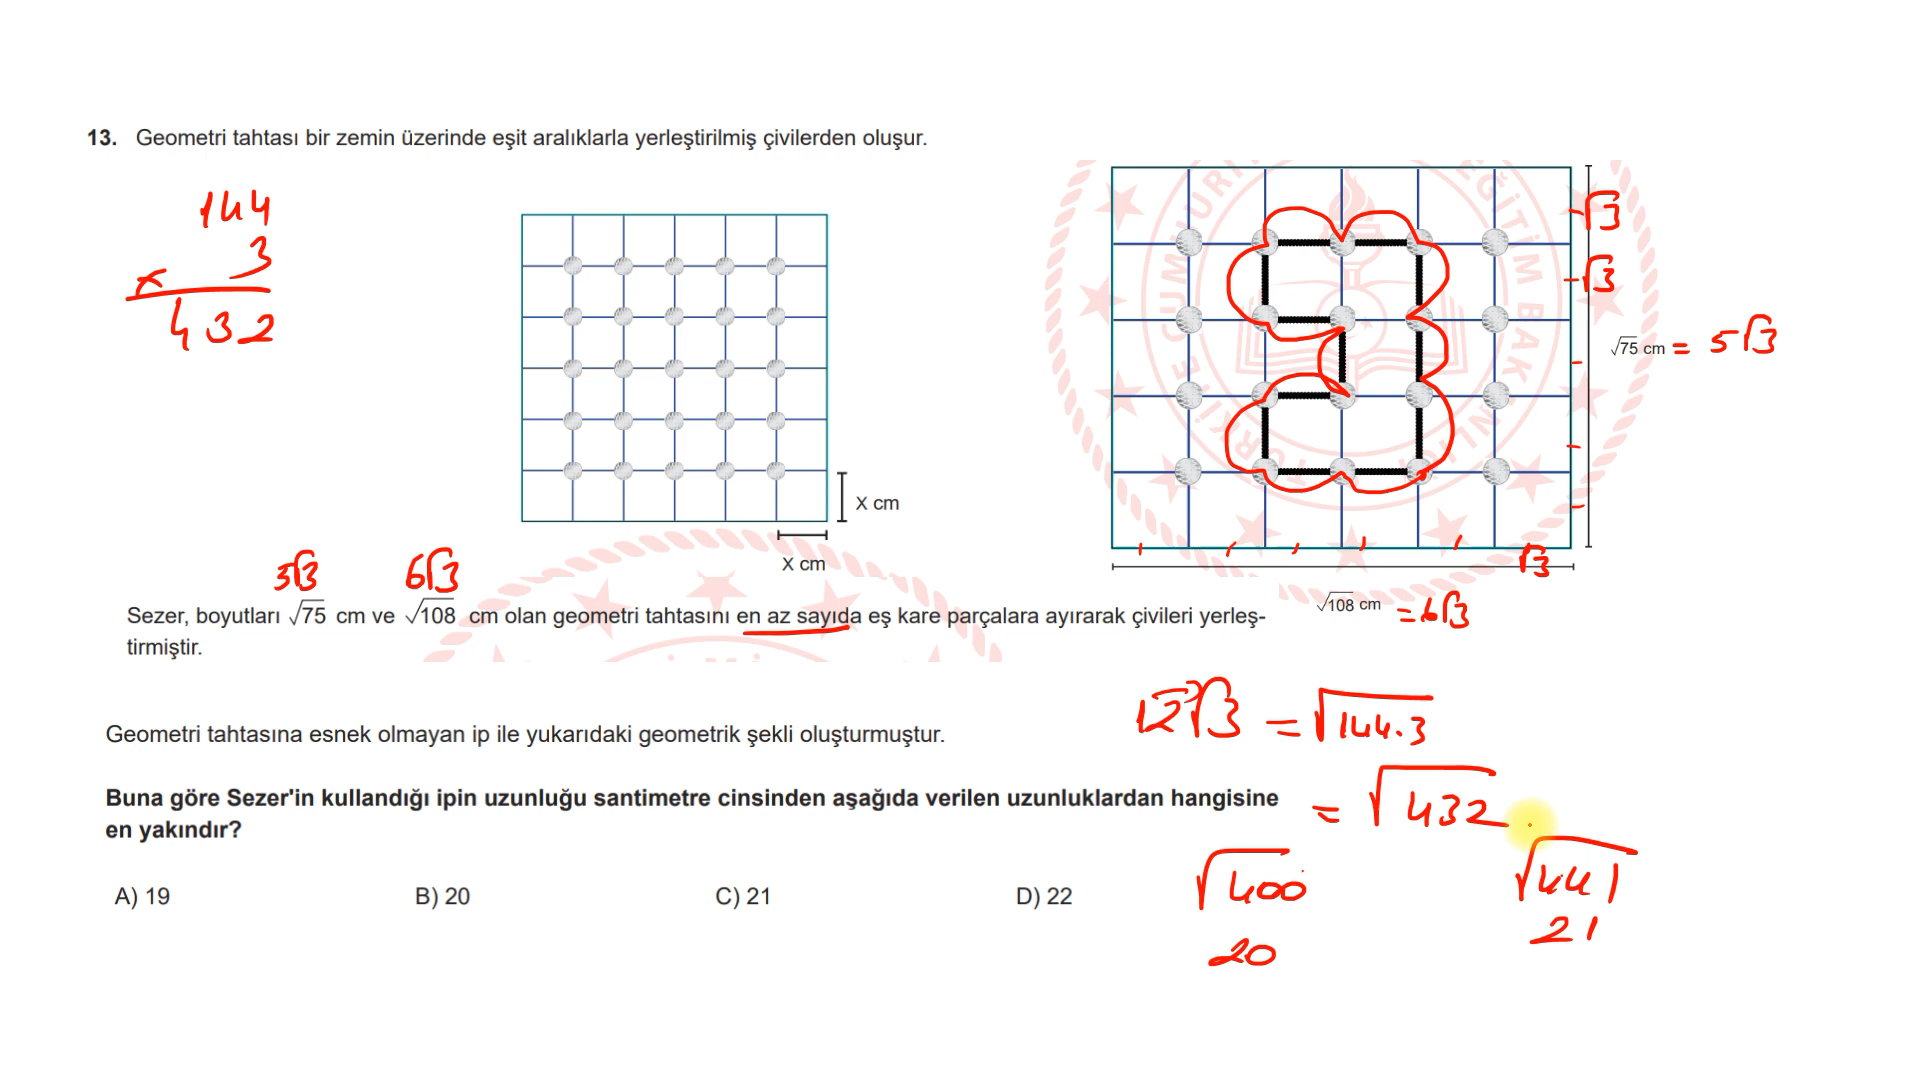 13. Geometri tahtası bir zemin üzerinde eşit aralıklarla yerleştirilmiş çivilerden oluşur.
144
x 3
432
X cm
X cm
√3
√3
√75 cm = 5√3
√3
√108 cm = 6√3
5√3 6√3
Sezer, boyutları √75 cm ve √108 cm olan geometri tahtasını en az sayıda eş kare parçalara ayırarak çivileri yerleş-
tirmiştir.
Geometri tahtasına esnek olmayan ip ile yukarıdaki geometrik şekli oluşturmuştur.
12√3 = √144.3
= √432
Buna göre Sezer'in kullandığı ipin uzunluğu santimetre cinsinden aşağıda verilen uzunluklardan hangisine
en yakındır?
A) 19 B) 20 C) 21 D) 22
√400 √441
20 21